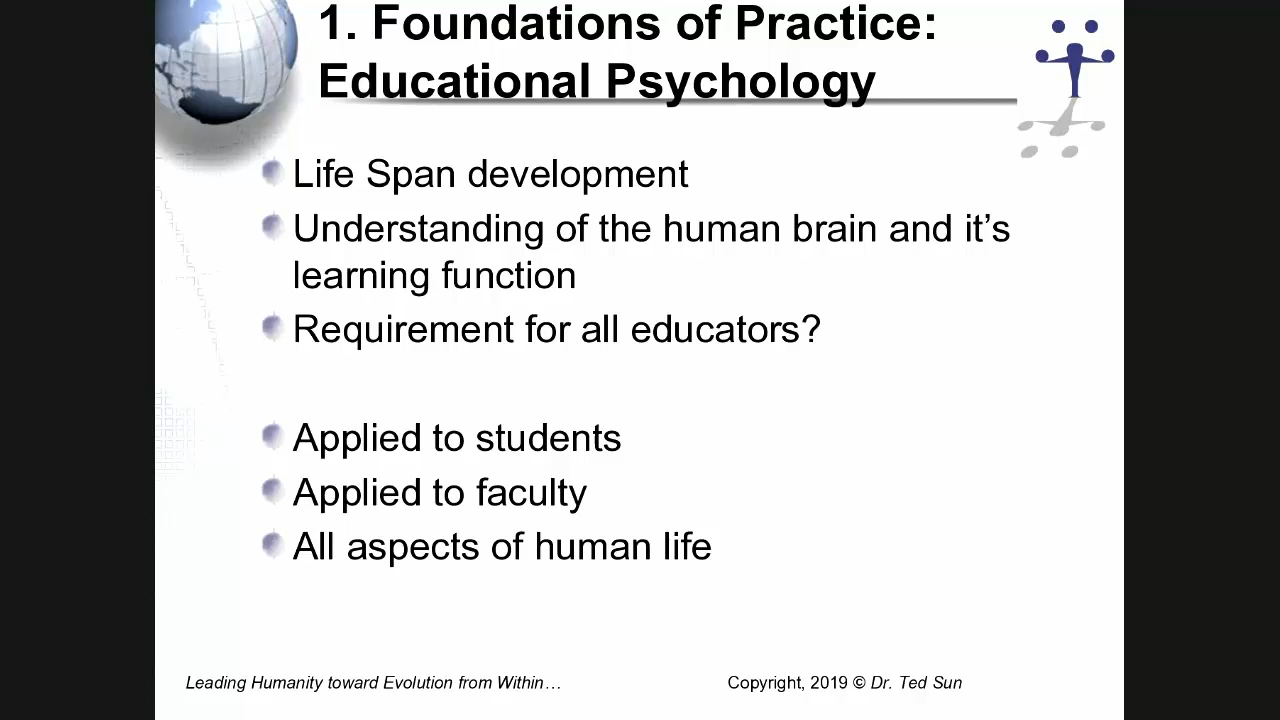 1. Foundations of Practice:
Educational Psychology
Life Span development
Understanding of the human brain and it’s
learning function
Requirement for all educators?
Applied to students
Applied to faculty
All aspects of human life
Leading Humanity toward Evolution from Within…
Copyright, 2019 © Dr. Ted Sun